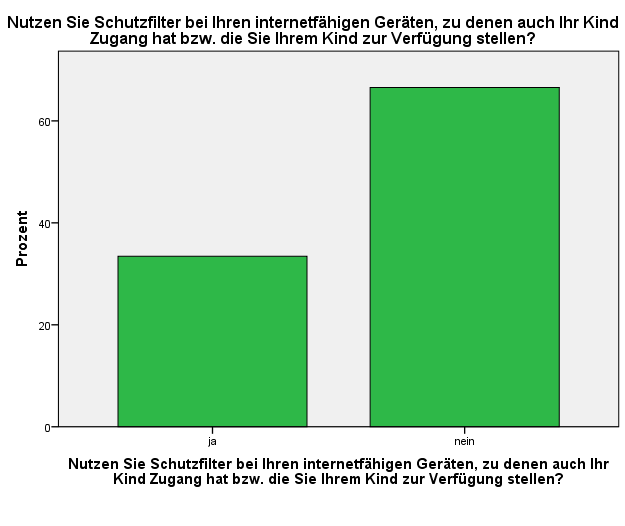 Nutzen Sie Schutzfilter bei Ihren internetfähigen Geräten, zu denen auch Ihr Kind
Zugang hat bzw. die Sie Ihrem Kind zur Verfügung stellen?
Prozent
60
40
20
0
ja
nein
Nutzen Sie Schutzfilter bei Ihren internetfähigen Geräten, zu denen auch Ihr
Kind Zugang hat bzw. die Sie Ihrem Kind zur Verfügung stellen?